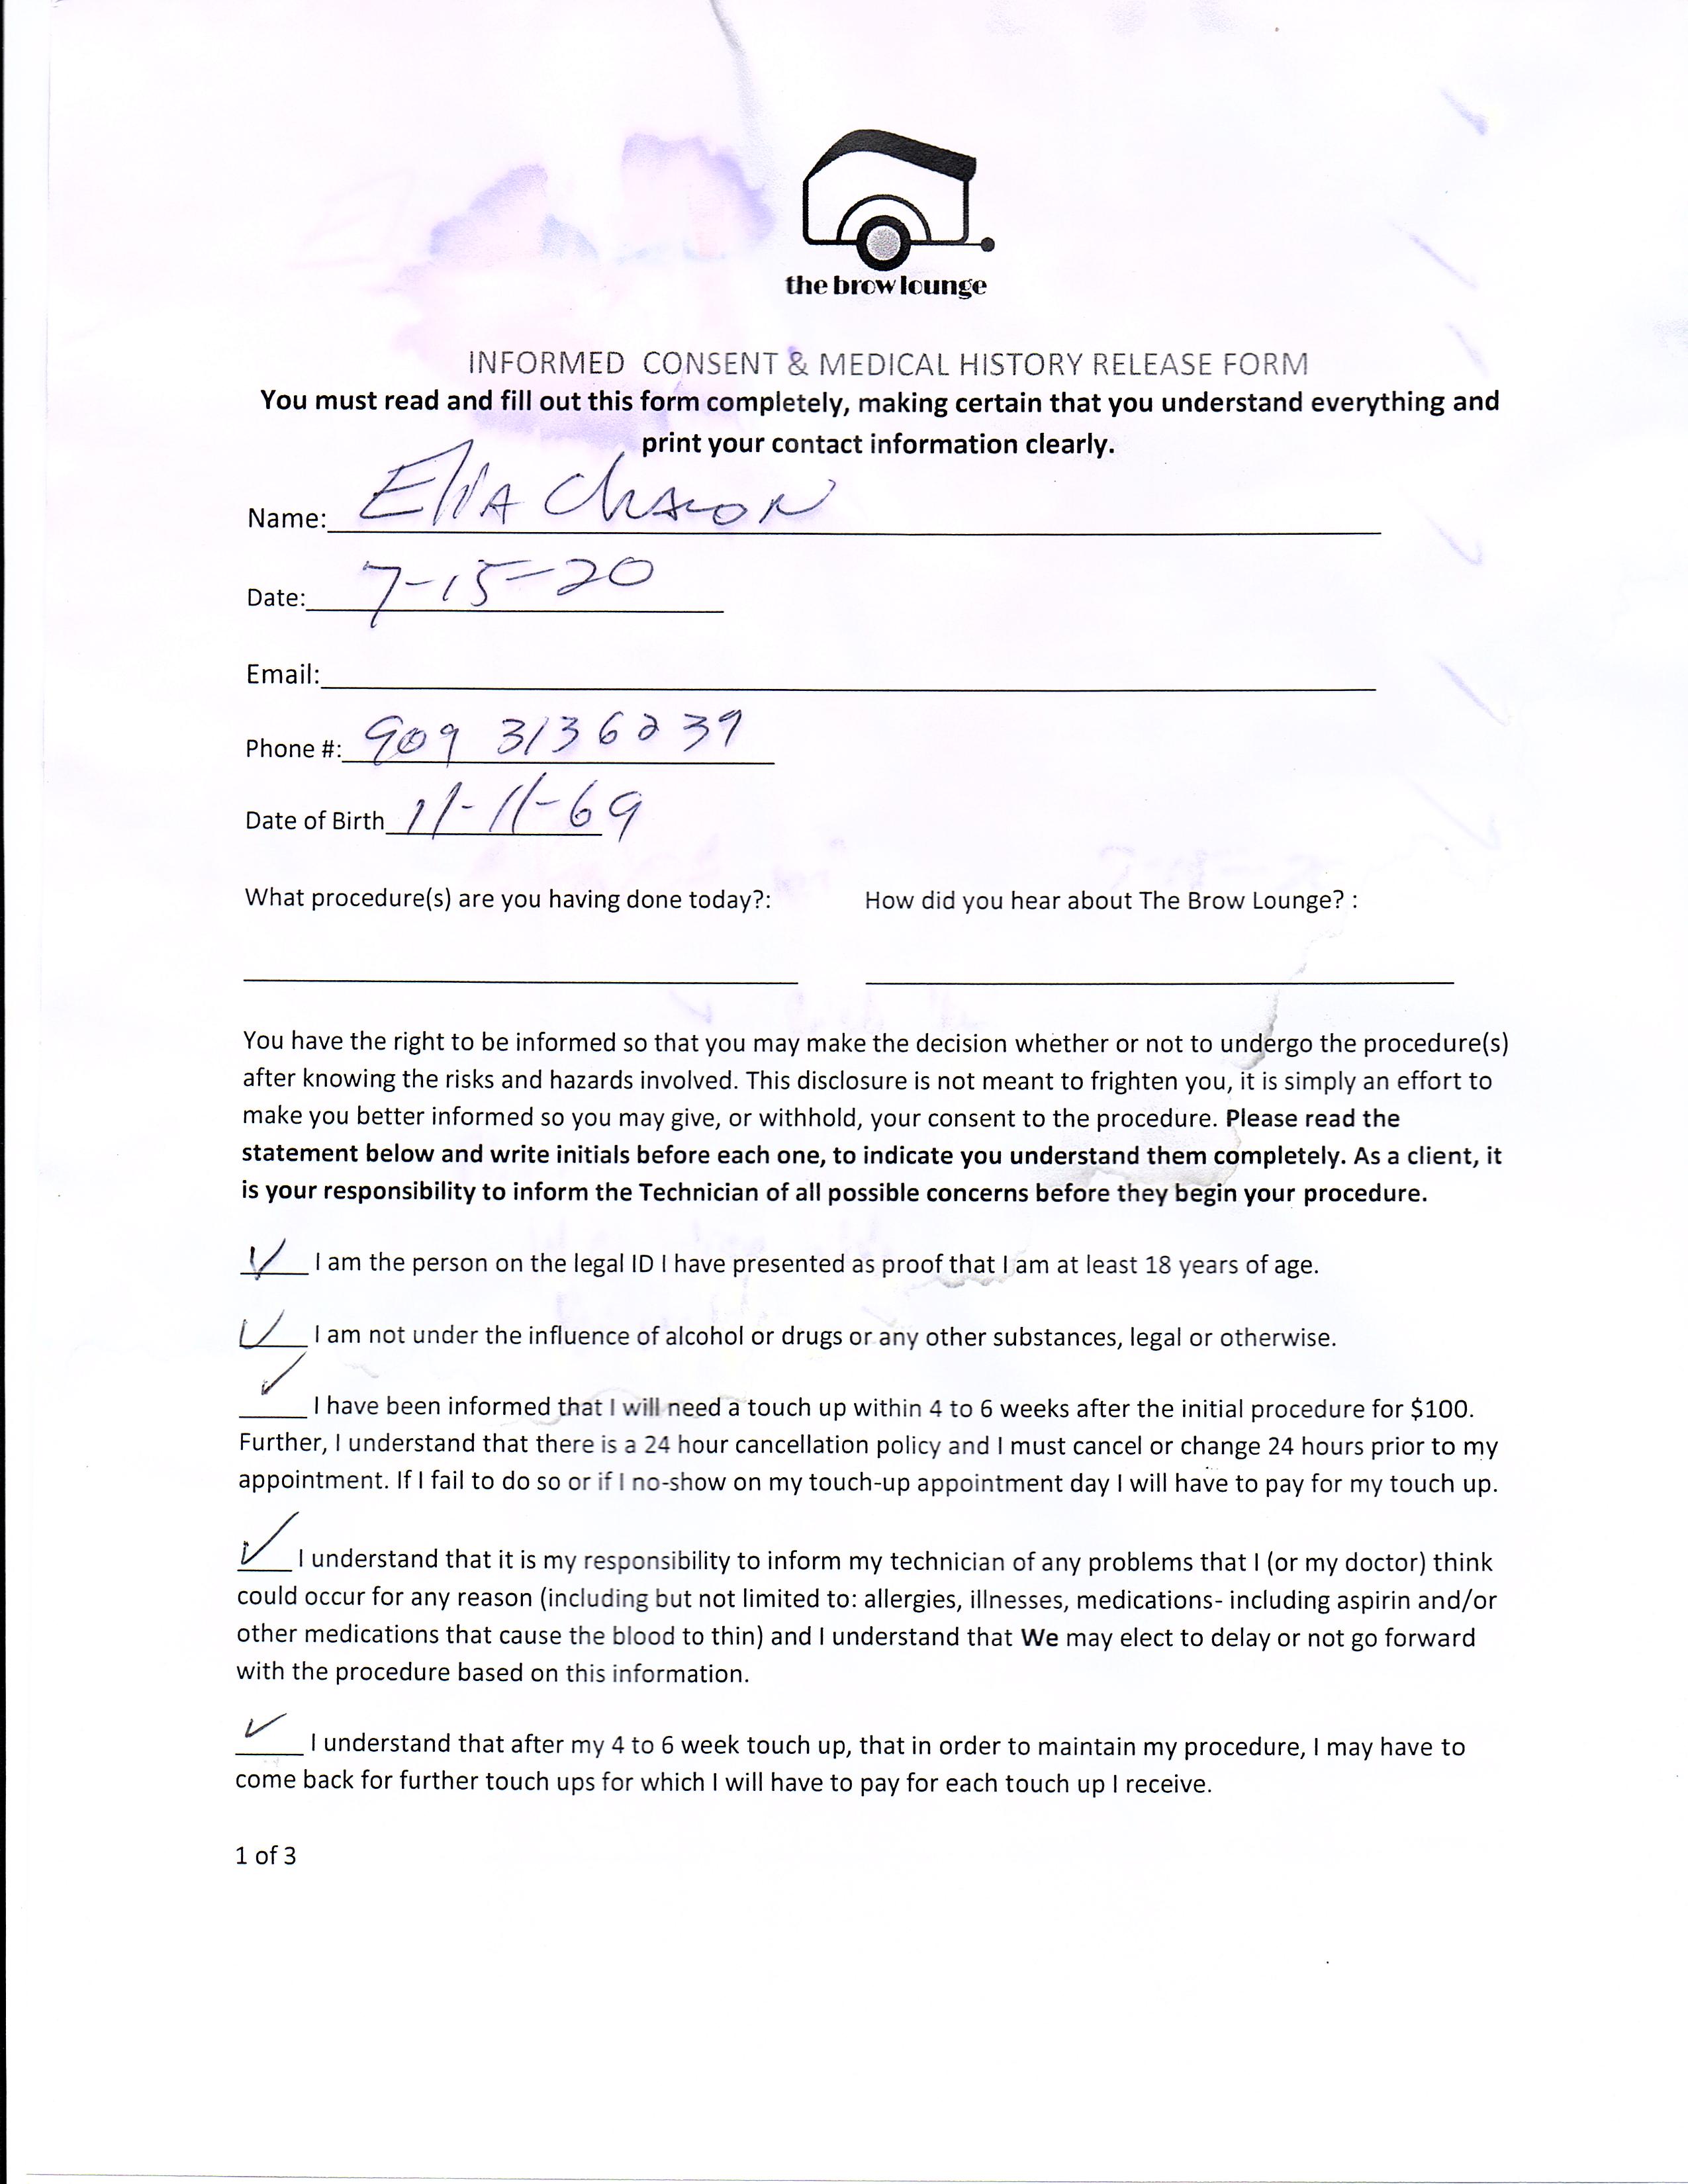 the brow lounge
INFORMED CONSENT & MEDICAL HISTORY RELEASE FORM
You must read and fill out this form completely, making certain that you understand everything and
print your contact information clearly.
Name: Elia Chacon
Date: 7-15-20
Email:
Phone #: 909 3136239
Date of Birth 11-11-69
What procedure(s) are you having done today?: How did you hear about The Brow Lounge? :
You have the right to be informed so that you may make the decision whether or not to undergo the procedure(s)
after knowing the risks and hazards involved. This disclosure is not meant to frighten you, it is simply an effort to
make you better informed so you may give, or withhold, your consent to the procedure. Please read the
statement below and write initials before each one, to indicate you understand them completely. As a client, it
is your responsibility to inform the Technician of all possible concerns before they begin your procedure.
✓ I am the person on the legal ID I have presented as proof that I am at least 18 years of age.
✓ I am not under the influence of alcohol or drugs or any other substances, legal or otherwise.
✓ I have been informed that I will need a touch up within 4 to 6 weeks after the initial procedure for $100.
Further, I understand that there is a 24 hour cancellation policy and I must cancel or change 24 hours prior to my
appointment. If I fail to do so or if I no-show on my touch-up appointment day I will have to pay for my touch up.
✓ I understand that it is my responsibility to inform my technician of any problems that I (or my doctor) think
could occur for any reason (including but not limited to: allergies, illnesses, medications- including aspirin and/or
other medications that cause the blood to thin) and I understand that We may elect to delay or not go forward
with the procedure based on this information.
✓ I understand that after my 4 to 6 week touch up, that in order to maintain my procedure, I may have to
come back for further touch ups for which I will have to pay for each touch up I receive.
1 of 3